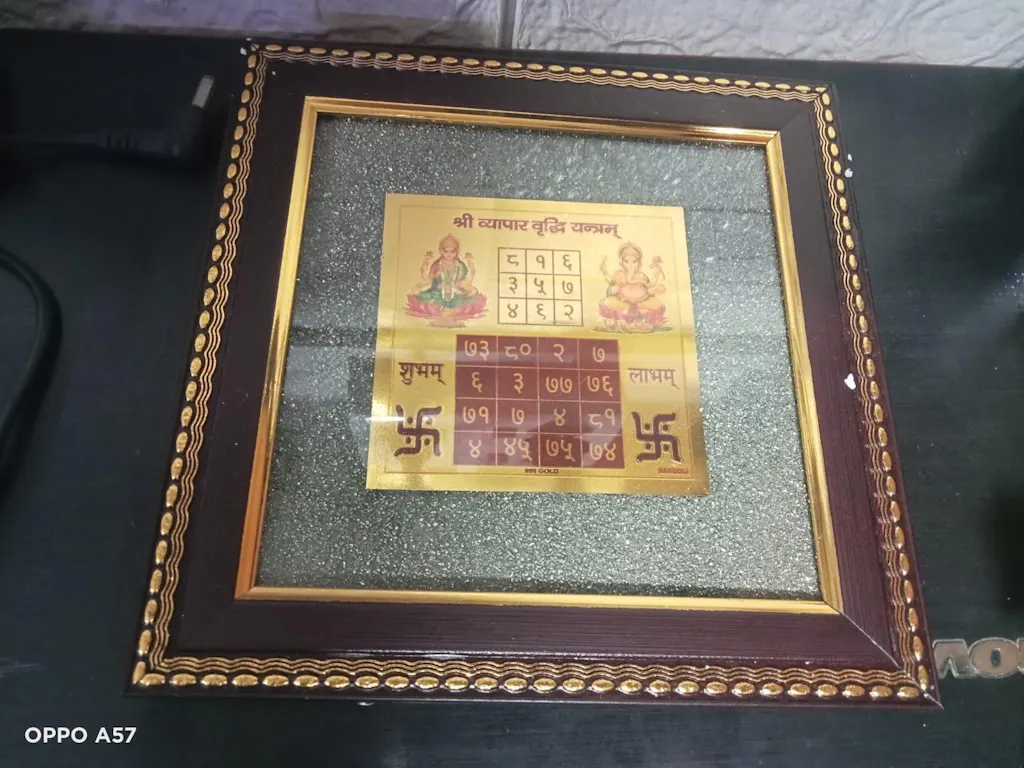 श्री व्यापार वृद्धि यन्त्रम्
८ १ ६
३ ५ ७
४ ६ २
शुभम्
७३ ८० २ ७
६ ३ ७७ ७६
७१ ७ ४ ८१
४ ४५ ७५ ७४
लाभम्
999 GOLD
OPPO A57